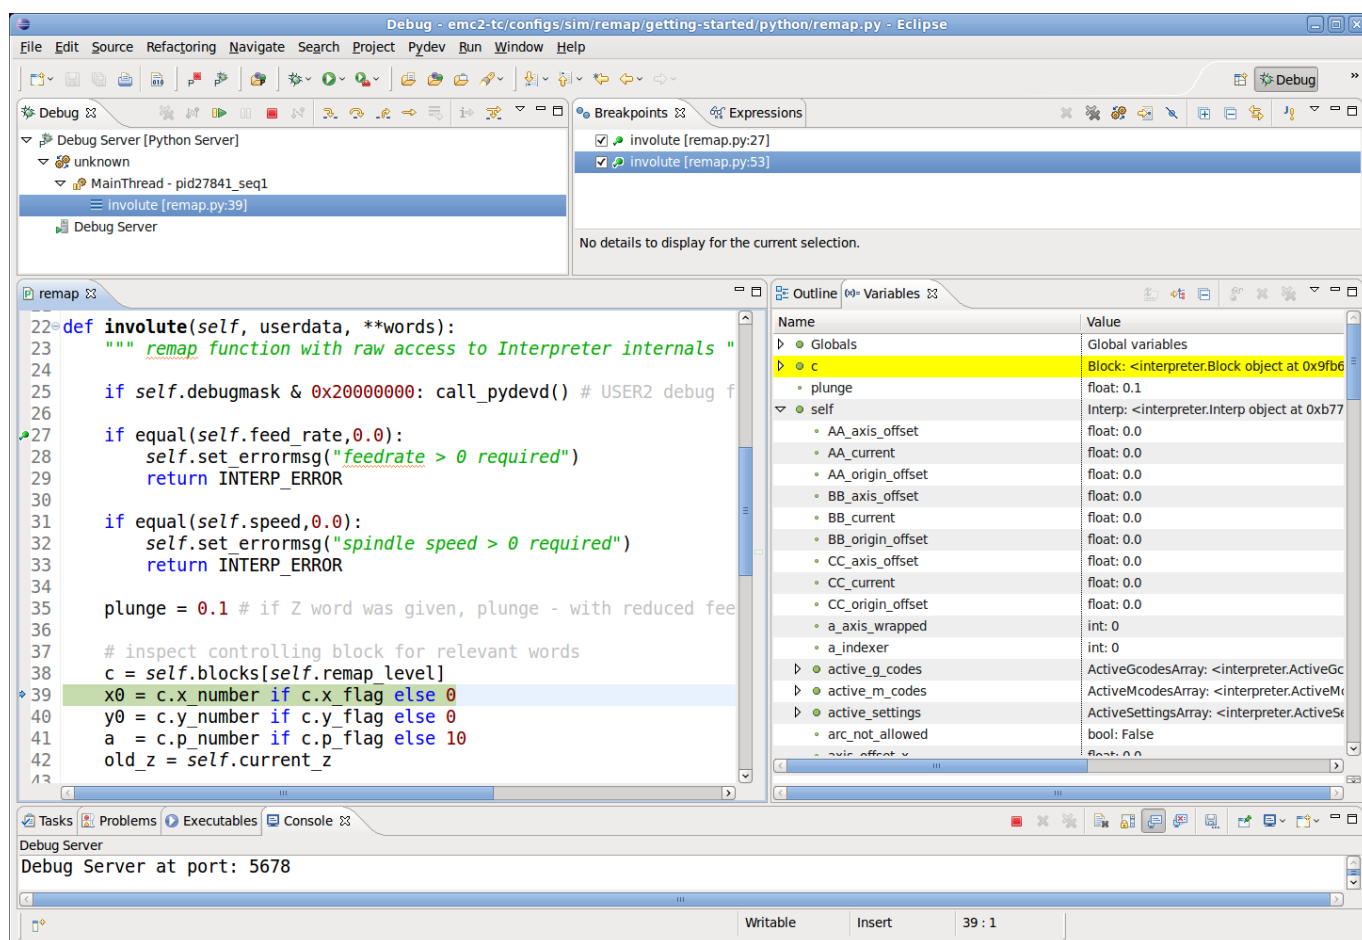 Debug - emc2-tc/configs/sim/remap/getting-started/python/remap.py - Eclipse
File Edit Source Refactoring Navigate Search Project Pydev Run Window Help
Debug »
Debug
Debug Server [Python Server]
unknown
MainThread - pid27841_seq1
involute [remap.py:39]
Debug Server
Breakpoints Expressions
involute [remap.py:27]
involute [remap.py:53]
No details to display for the current selection.
remap
22 def involute(self, userdata, **words):
23 """ remap function with raw access to Interpreter internals "
24
25 if self.debugmask & 0x20000000: call_pydevd() # USER2 debug f
26
27 if equal(self.feed_rate,0.0):
28 self.set_errormsg("feedrate > 0 required")
29 return INTERP_ERROR
30
31 if equal(self.speed,0.0):
32 self.set_errormsg("spindle speed > 0 required")
33 return INTERP_ERROR
34
35 plunge = 0.1 # if Z word was given, plunge - with reduced fee
36
37 # inspect controlling block for relevant words
38 c = self.blocks[self.remap_level]
39 x0 = c.x_number if c.x_flag else 0
40 y0 = c.y_number if c.y_flag else 0
41 a = c.p_number if c.p_flag else 10
42 old_z = self.current_z
43
Outline Variables
Name Value
Globals Global variables
c Block: <interpreter.Block object at 0x9fb6
plunge float: 0.1
self Interp: <interpreter.Interp object at 0xb77
AA_axis_offset float: 0.0
AA_current float: 0.0
AA_origin_offset float: 0.0
BB_axis_offset float: 0.0
BB_current float: 0.0
BB_origin_offset float: 0.0
CC_axis_offset float: 0.0
CC_current float: 0.0
CC_origin_offset float: 0.0
a_axis_wrapped int: 0
a_indexer int: 0
active_g_codes ActiveGcodesArray: <interpreter.ActiveGc
active_m_codes ActiveMcodesArray: <interpreter.ActiveMc
active_settings ActiveSettingsArray: <interpreter.ActiveSe
arc_not_allowed bool: False
axis_offset_x float: 0.0
Tasks Problems Executables Console
Debug Server
Debug Server at port: 5678
Writable Insert 39 : 1